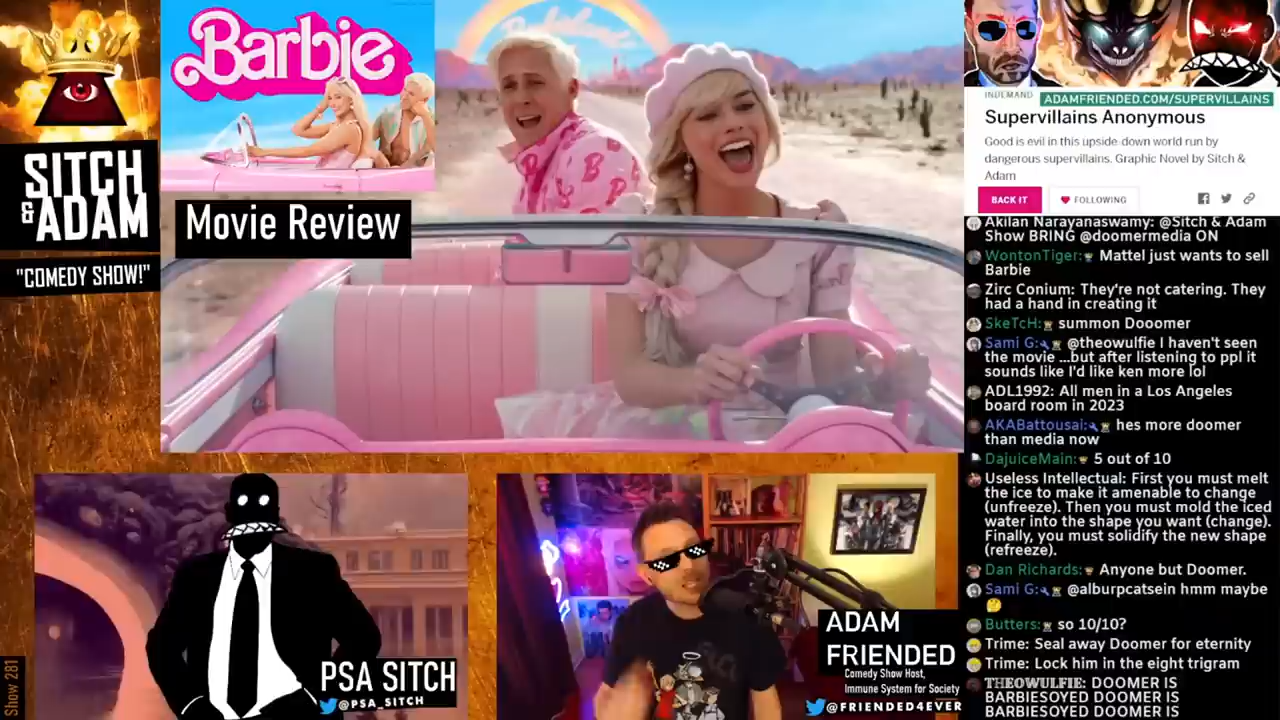 SITCH
& ADAM
"COMEDY SHOW!"
Show 281
Barbie
Movie Review
PSA SITCH
@PSA_SITCH
ADAM
FRIENDED
Comedy Show Host,
Immune System for Society
@FRIENDED4EVER
INDEMAND
ADAMFRIENDED.COM/SUPERVILLAINS
Supervillains Anonymous
Good is evil in this upside-down world run by
dangerous supervillains. Graphic Novel by Sitch &
Adam
BACK IT
FOLLOWING
Akilan Narayanaswamy: @Sitch & Adam
Show BRING @doomermedia ON
WontonTiger: Mattel just wants to sell
Barbie
Zirc Conium: They're not catering. They
had a hand in creating it
SkeTcH: summon Dooomer
Sami G: @theowulfie I haven't seen
the movie ...but after listening to ppl it
sounds like I'd like ken more lol
ADL1992: All men in a Los Angeles
board room in 2023
AKABattousai: hes more doomer
than media now
DajuiceMain: 5 out of 10
Useless Intellectual: First you must melt
the ice to make it amenable to change
(unfreeze). Then you must mold the iced
water into the shape you want (change).
Finally, you must solidify the new shape
(refreeze).
Dan Richards: Anyone but Doomer.
Sami G: @alburpcatsein hmm maybe
🤔
Butters: so 10/10?
Trime: Seal away Doomer for eternity
Trime: Lock him in the eight trigram
THEOWULFIE: DOOMER IS
BARBIESOYED DOOMER IS
BARBIESOYED DOOMER IS